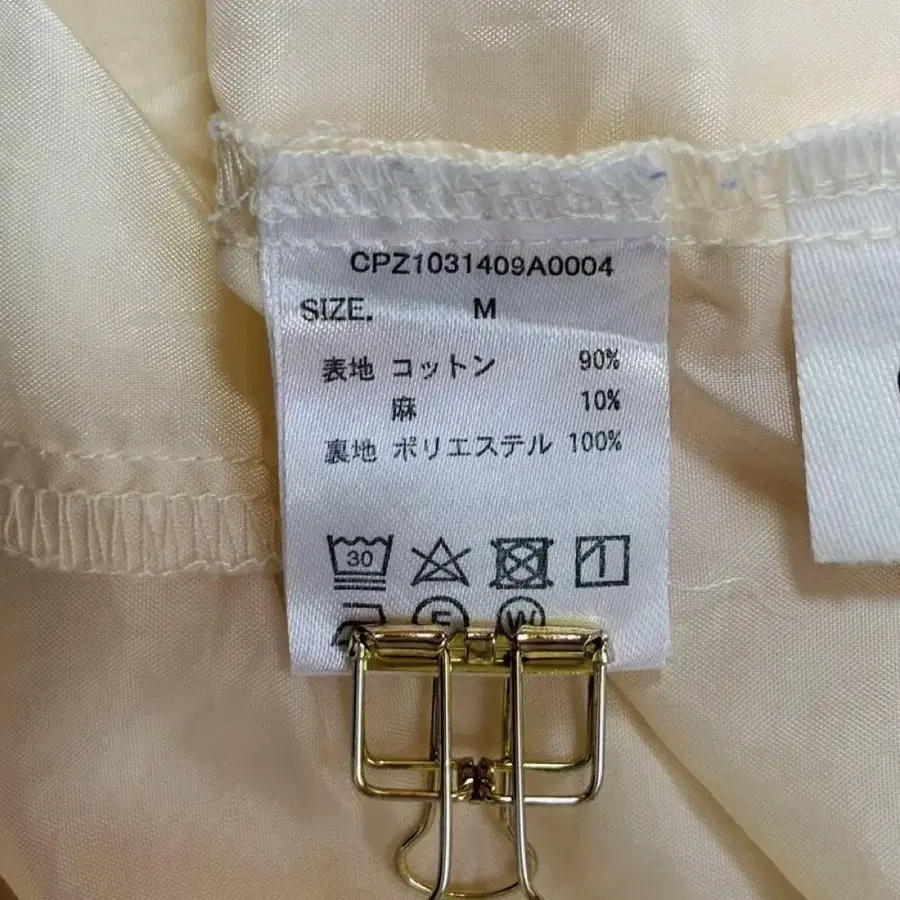 CPZ1031409A0004
SIZE. M
表地 コットン 90%
麻 10%
裏地 ポリエステル 100%
30
W